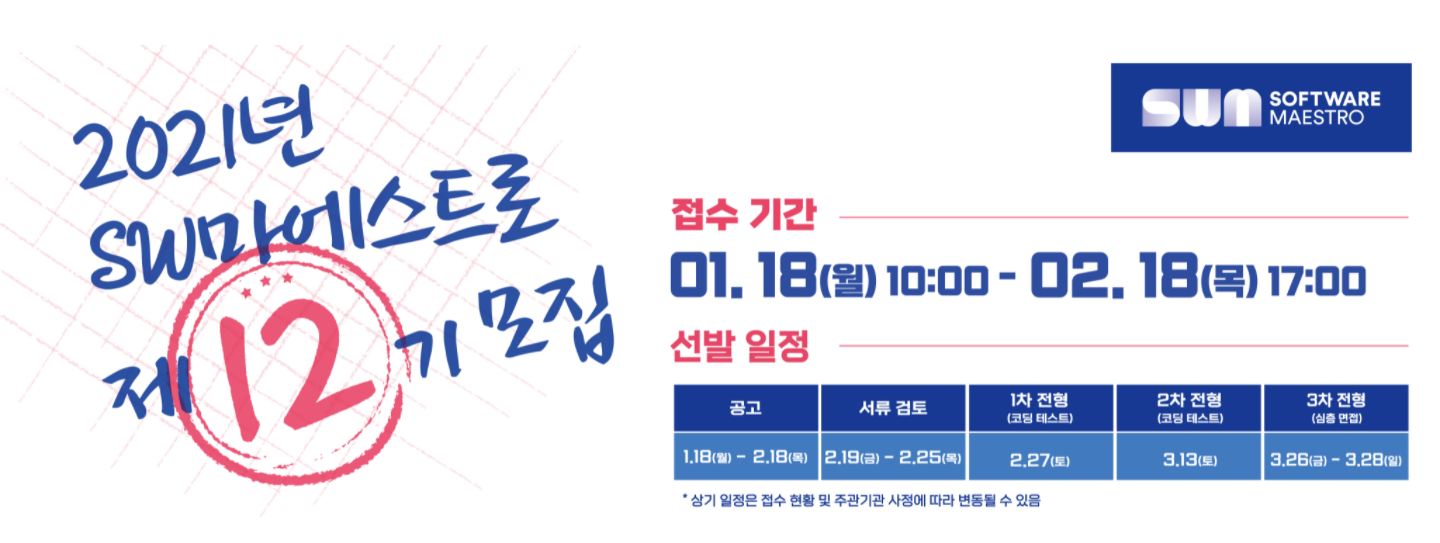 2021년
SW마에스트로
제12기 모집
SWM SOFTWARE
MAESTRO
접수 기간
01. 18(월) 10:00 - 02. 18(목) 17:00
선발 일정
공고 서류 검토 1차 전형 (코딩 테스트) 2차 전형 (코딩 테스트) 3차 전형 (심층 면접)
1.18(월) - 2.18(목) 2.19(금) - 2.25(목) 2.27(토) 3.13(토) 3.26(금) - 3.28(일)
* 상기 일정은 접수 현황 및 주관기관 사정에 따라 변동될 수 있음